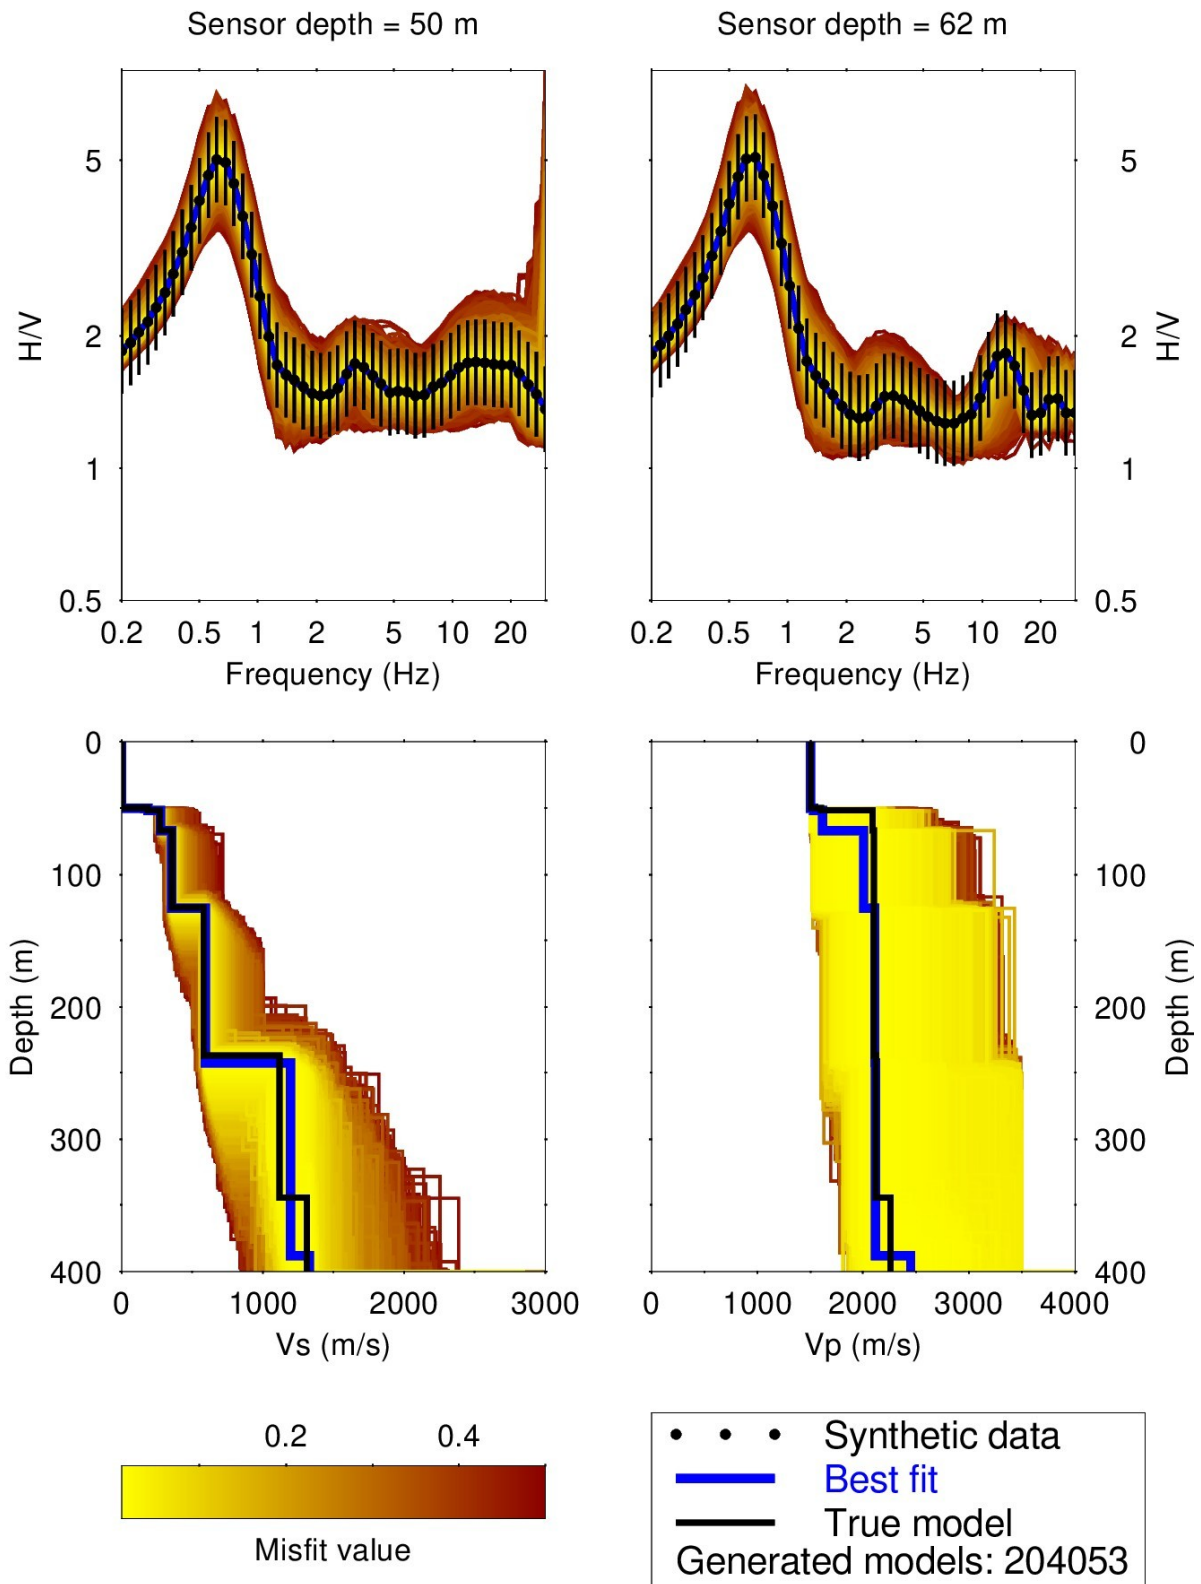 Sensor depth = 50 m
Sensor depth = 62 m
H/V
5
2
1
0.5
0.2 0.5 1 2 5 10 20
Frequency (Hz)
5
2
1
0.5
H/V
0.2 0.5 1 2 5 10 20
Frequency (Hz)
Depth (m)
0
100
200
300
400
0 1000 2000 3000
Vs (m/s)
0
100
200
300
400
Depth (m)
0 1000 2000 3000 4000
Vp (m/s)
0.2 0.4
Misfit value
Synthetic data
Best fit
True model
Generated models: 204053